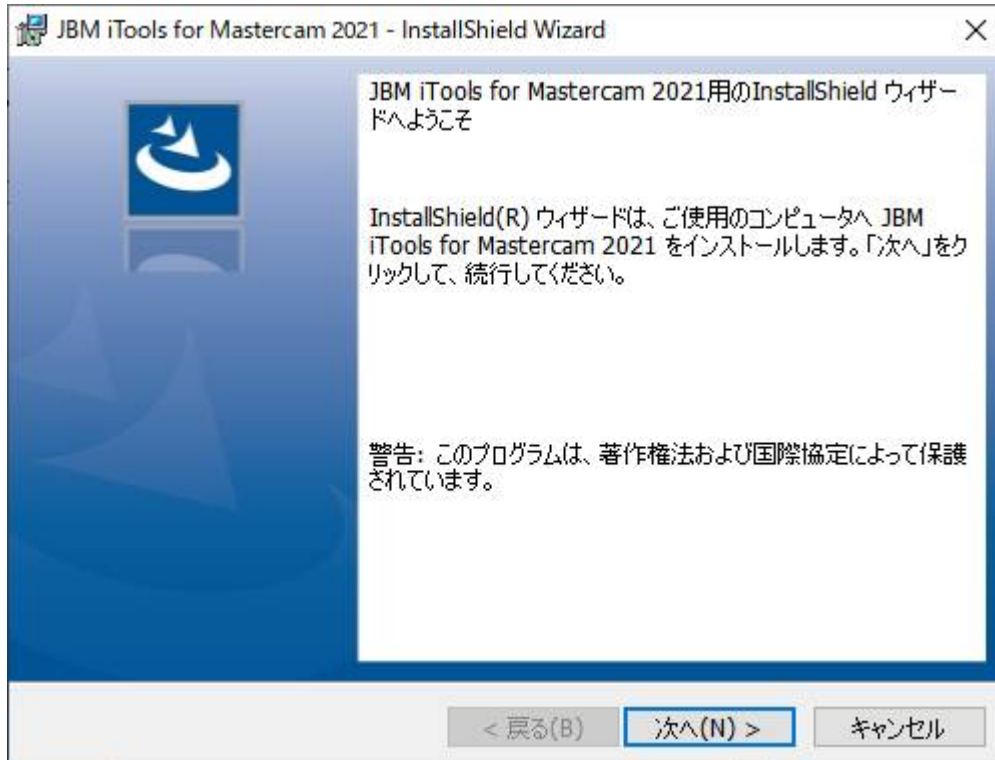 JBM iTools for Mastercam 2021 - InstallShield Wizard
JBM iTools for Mastercam 2021用のInstallShield ウィザー
ドへようこそ
InstallShield(R) ウィザードは、ご使用のコンピュータへ JBM
iTools for Mastercam 2021 をインストールします。「次へ」をク
リックして、続行してください。
警告: このプログラムは、著作権法および国際協定によって保護
されています。
< 戻る(B)
次へ(N) >
キャンセル